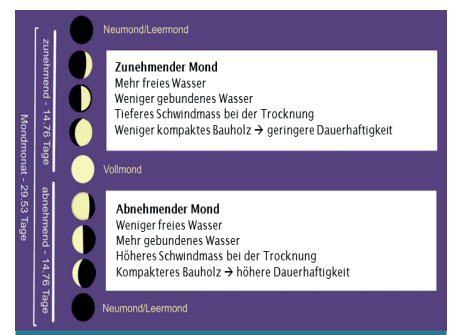 Neumond/Leermond
zunehmend - 14.76 Tage
Zunehmender Mond
Mehr freies Wasser
Weniger gebundenes Wasser
Tieferes Schwindmass bei der Trocknung
Weniger kompaktes Bauholz → geringere Dauerhaftigkeit
Mondmonat - 29.53 Tage
Vollmond
abnehmend - 14.76 Tage
Abnehmender Mond
Weniger freies Wasser
Mehr gebundenes Wasser
Höheres Schwindmass bei der Trocknung
Kompakteres Bauholz → höhere Dauerhaftigkeit
Neumond/Leermond